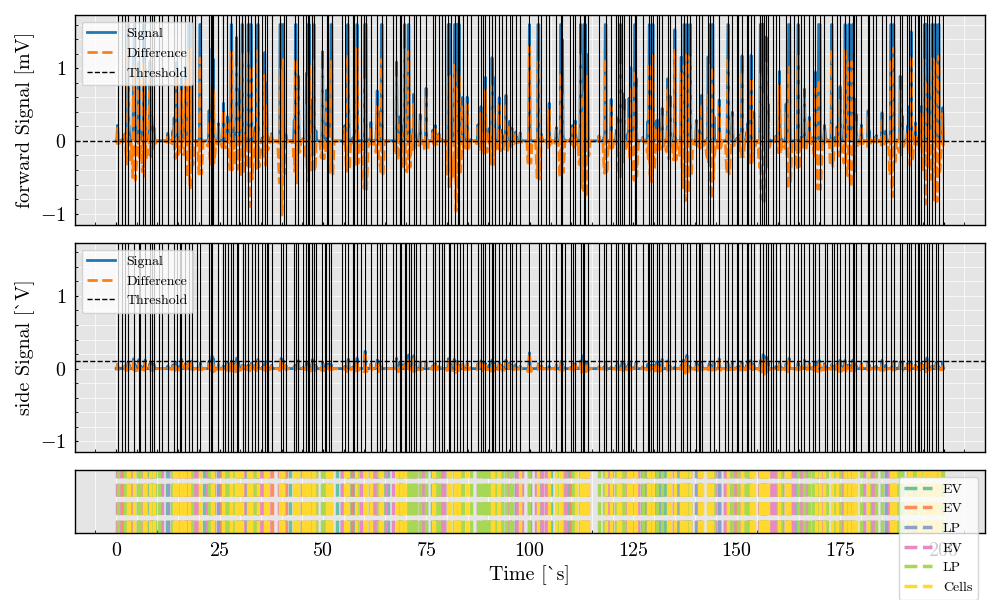 forward Signal [mV]
1
0
−1
Signal
Difference
Threshold
side Signal [`V]
1
0
−1
Signal
Difference
Threshold
0
25
50
75
100
125
150
175
200
Time [`s]
EV
EV
LP
EV
LP
Cells